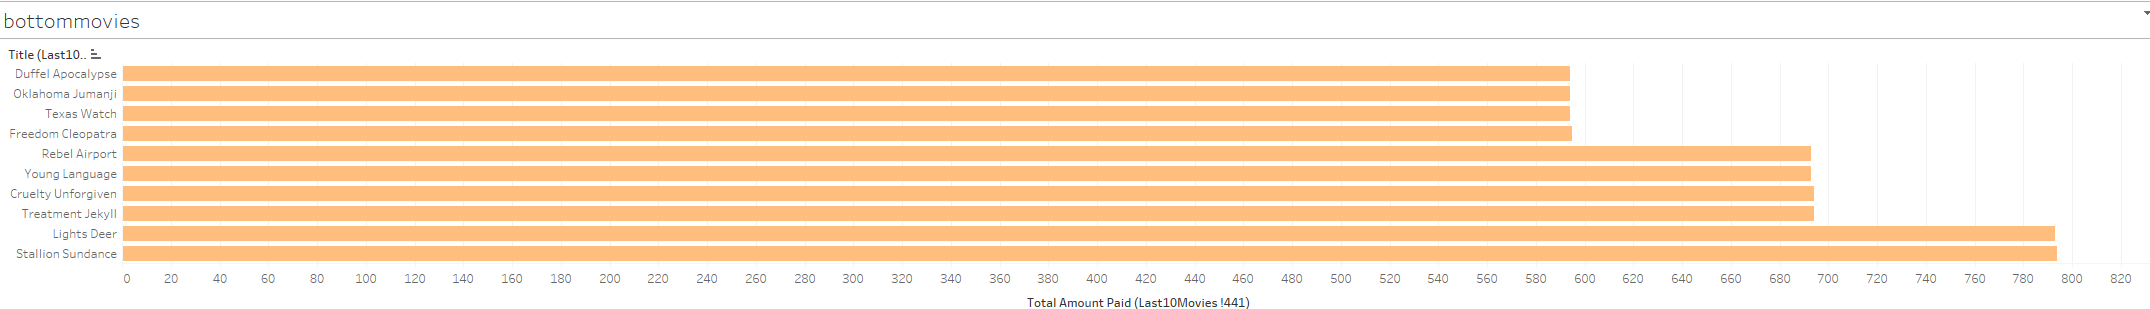 bottommovies
Title (Last10..
Duffel Apocalypse
Oklahoma Jumanji
Texas Watch
Freedom Cleopatra
Rebel Airport
Young Language
Cruelty Unforgiven
Treatment Jekyll
Lights Deer
Stallion Sundance
0 20 40 60 80 100 120 140 160 180 200 220 240 260 280 300 320 340 360 380 400 420 440 460 480 500 520 540 560 580 600 620 640 660 680 700 720 740 760 780 800 820
Total Amount Paid (Last10Movies !441)